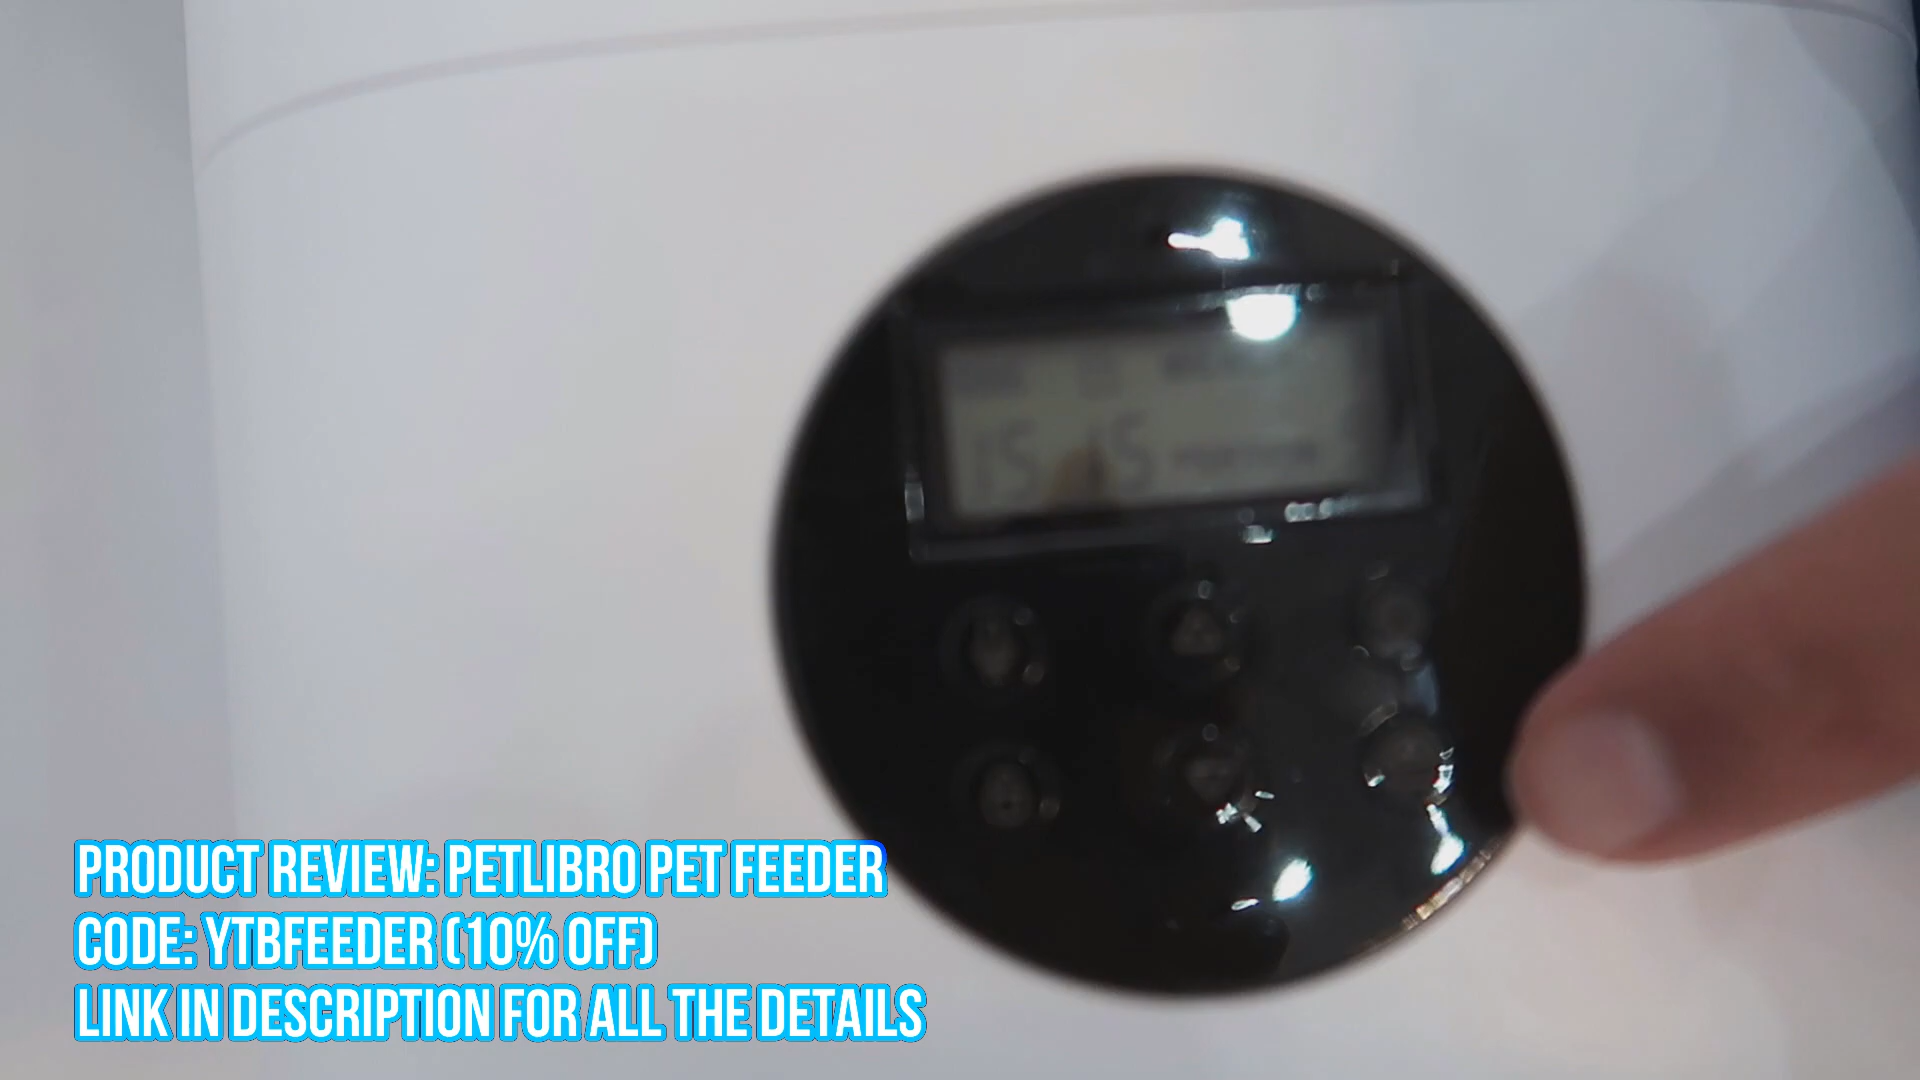 PRODUCT REVIEW: PETLIBRO PET FEEDER
CODE: YTBFEEDER (10% OFF)
LINK IN DESCRIPTION FOR ALL THE DETAILS